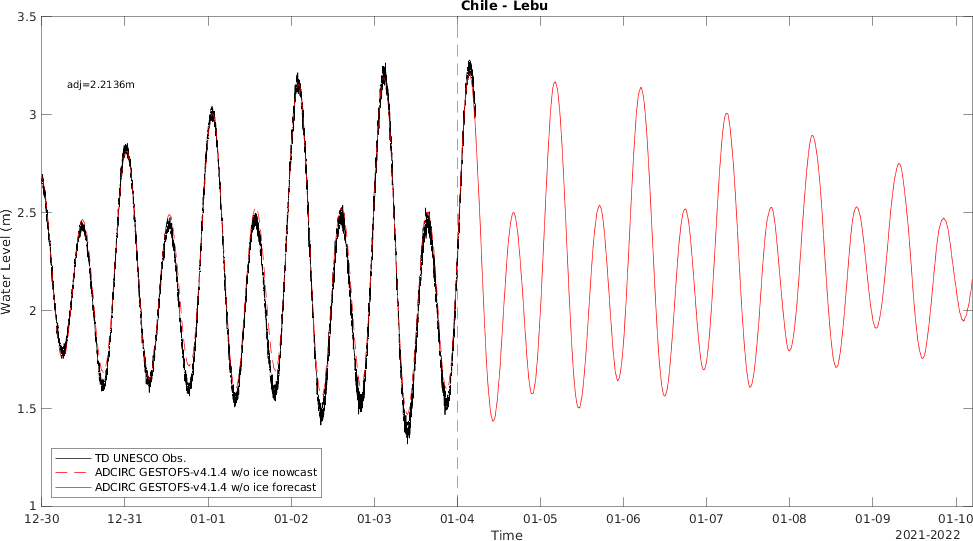 Chile - Lebu
3.5
adj=2.2136m
3
2.5
Water Level (m)
2
1.5
TD UNESCO Obs.
ADCIRC GESTOFS-v4.1.4 w/o ice nowcast
ADCIRC GESTOFS-v4.1.4 w/o ice forecast
1
12-30 12-31 01-01 01-02 01-03 01-04 01-05 01-06 01-07 01-08 01-09 01-10
Time
2021-2022